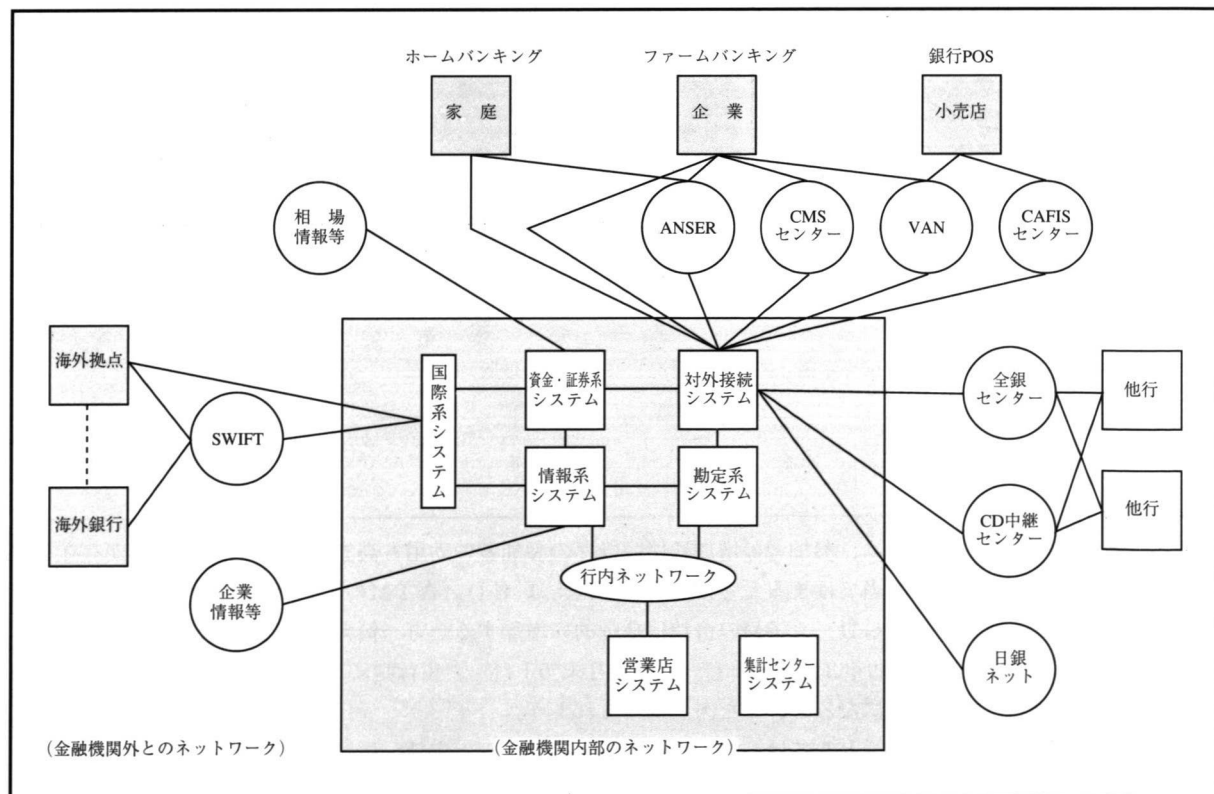 ホームバンキング
ファームバンキング
銀行POS
家 庭
企 業
小売店
相 場
情報等
ANSER
CMS
センター
VAN
CAFIS
センター
海外拠点
SWIFT
海外銀行
企業
情報等
国際系システム
資金・証券系
システム
対外接続
システム
情報系
システム
勘定系
システム
行内ネットワーク
営業店
システム
集計センター
システム
全銀
センター
他行
CD中継
センター
他行
日銀
ネット
(金融機関外とのネットワーク)
(金融機関内部のネットワーク)